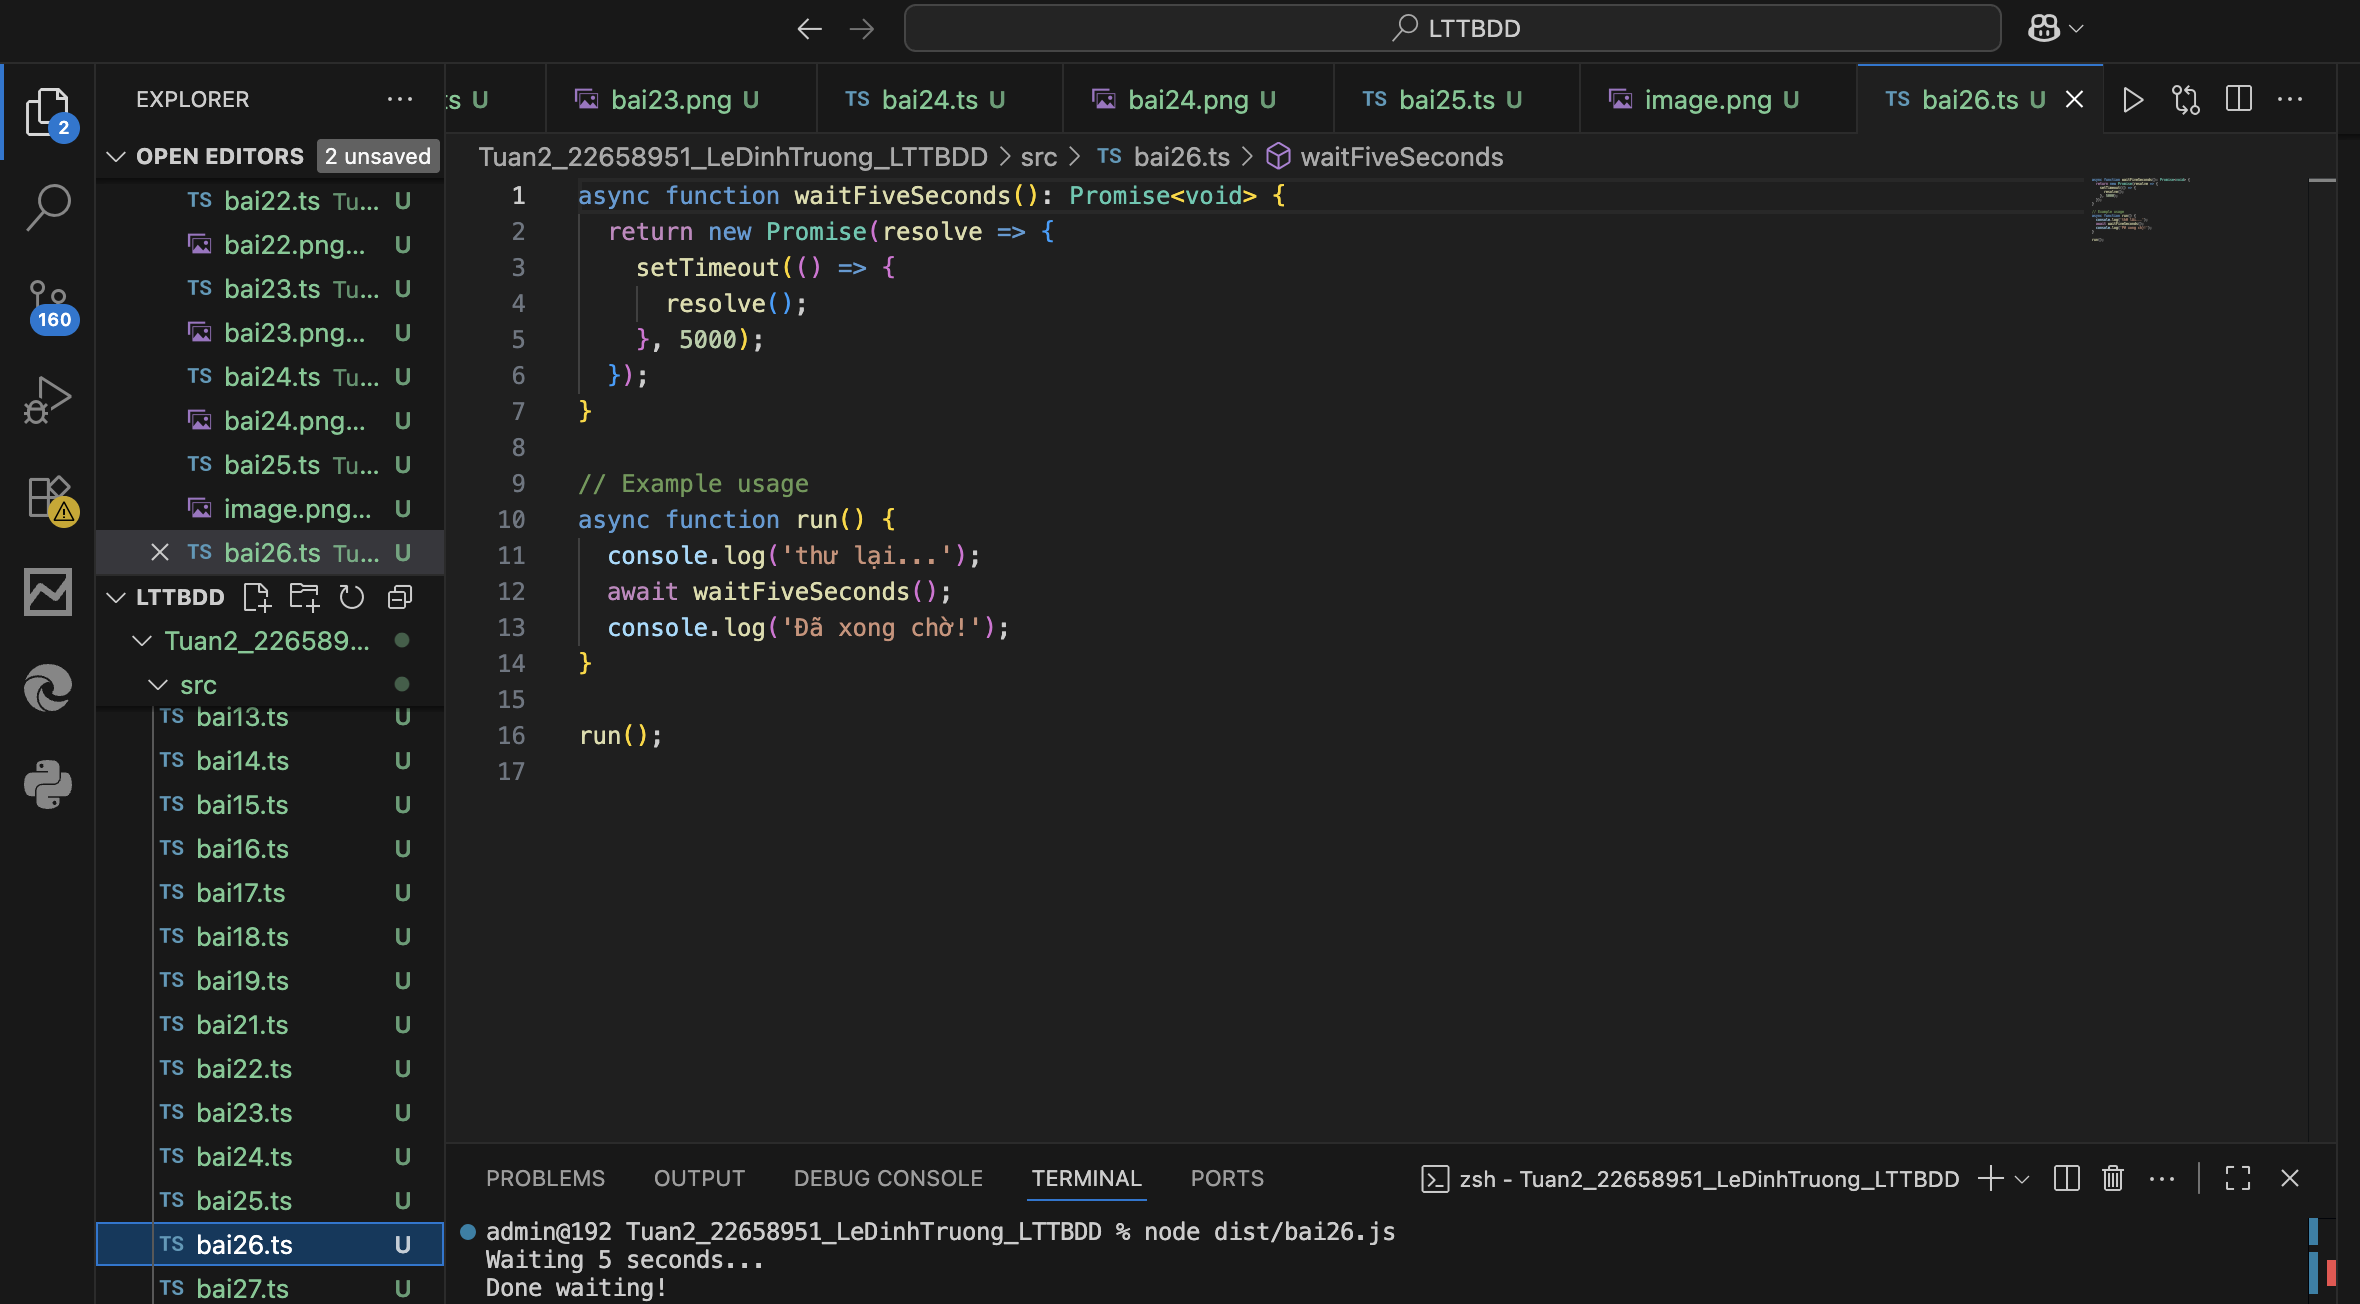 LTTBDD
EXPLORER
2
OPEN EDITORS 2 unsaved
TS bai22.ts Tu... U
bai22.png... U
TS bai23.ts Tu... U
bai23.png... U
TS bai24.ts Tu... U
bai24.png... U
TS bai25.ts Tu... U
image.png... U
TS bai26.ts Tu... U
160
LTTBDD
Tuan2_226589...
src
TS bai13.ts U
TS bai14.ts U
TS bai15.ts U
TS bai16.ts U
TS bai17.ts U
TS bai18.ts U
TS bai19.ts U
TS bai21.ts U
TS bai22.ts U
TS bai23.ts U
TS bai24.ts U
TS bai25.ts U
TS bai26.ts U
TS bai27.ts U
ts U bai23.png U TS bai24.ts U bai24.png U TS bai25.ts U image.png U TS bai26.ts U
Tuan2_22658951_LeDinhTruong_LTTBDD > src > TS bai26.ts > waitFiveSeconds
1 async function waitFiveSeconds(): Promise<void> {
2 return new Promise(resolve => {
3 setTimeout(() => {
4 resolve();
5 }, 5000);
6 });
7 }
8
9 // Example usage
10 async function run() {
11 console.log('thư lại...');
12 await waitFiveSeconds();
13 console.log('Đã xong chờ!');
14 }
15
16 run();
17
PROBLEMS OUTPUT DEBUG CONSOLE TERMINAL PORTS zsh - Tuan2_22658951_LeDinhTruong_LTTBDD
admin@192 Tuan2_22658951_LeDinhTruong_LTTBDD % node dist/bai26.js
Waiting 5 seconds...
Done waiting!